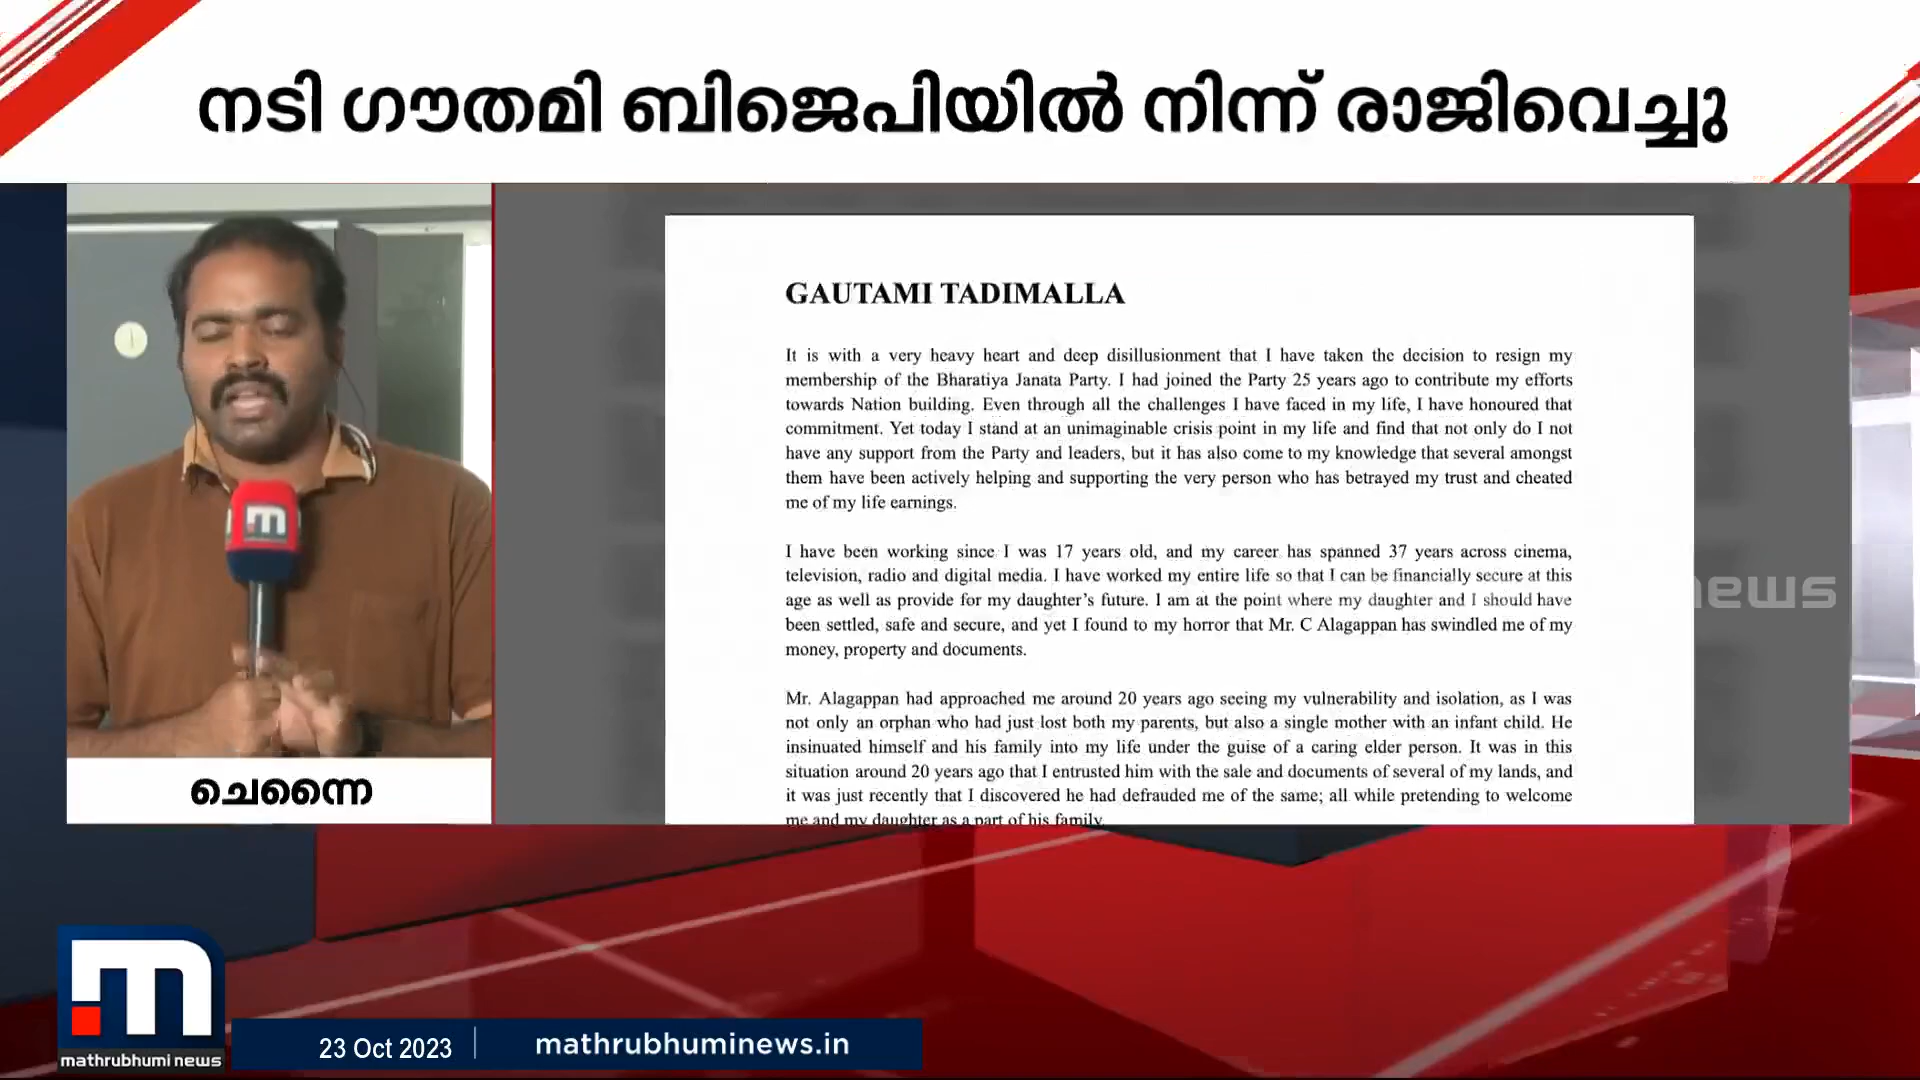 നടി ഗൗതമി ബിജെപിയിൽ നിന്ന് രാജിവെച്ചു
GAUTAMI TADIMALLA
It is with a very heavy heart and deep disillusionment that I have taken the decision to resign my
membership of the Bharatiya Janata Party. I had joined the Party 25 years ago to contribute my efforts
towards Nation building. Even through all the challenges I have faced in my life, I have honoured that
commitment. Yet today I stand at an unimaginable crisis point in my life and find that not only do I not
have any support from the Party and leaders, but it has also come to my knowledge that several amongst
them have been actively helping and supporting the very person who has betrayed my trust and cheated
me of my life earnings.
I have been working since I was 17 years old, and my career has spanned 37 years across cinema,
television, radio and digital media. I have worked my entire life so that I can be financially secure at this
age as well as provide for my daughter’s future. I am at the point where my daughter and I should have
been settled, safe and secure, and yet I found to my horror that Mr. C Alagappan has swindled me of my
money, property and documents.
Mr. Alagappan had approached me around 20 years ago seeing my vulnerability and isolation, as I was
not only an orphan who had just lost both my parents, but also a single mother with an infant child. He
insinuated himself and his family into my life under the guise of a caring elder person. It was in this
situation around 20 years ago that I entrusted him with the sale and documents of several of my lands, and
it was just recently that I discovered he had defrauded me of the same; all while pretending to welcome
me and my daughter as a part of his family.
news
ചെന്നൈ
mathrubhumi news
23 Oct 2023
mathrubhuminews.in